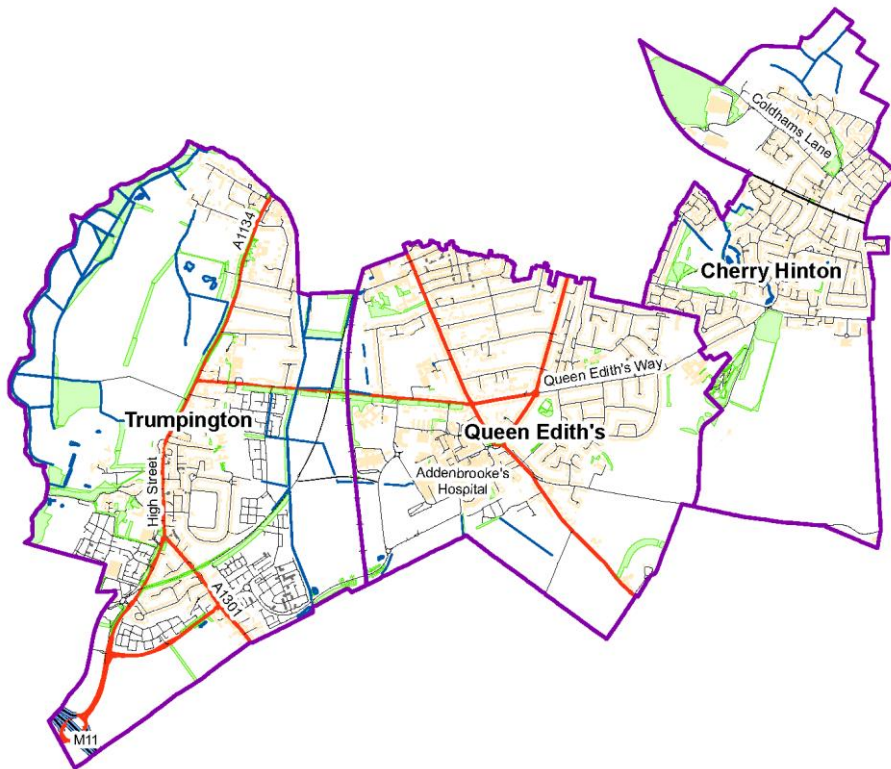 Coldhams Lane
A1134
Cherry Hinton
Queen Edith's Way
Trumpington
Queen Edith's
Addenbrooke's
Hospital
High Street
A1301
M11